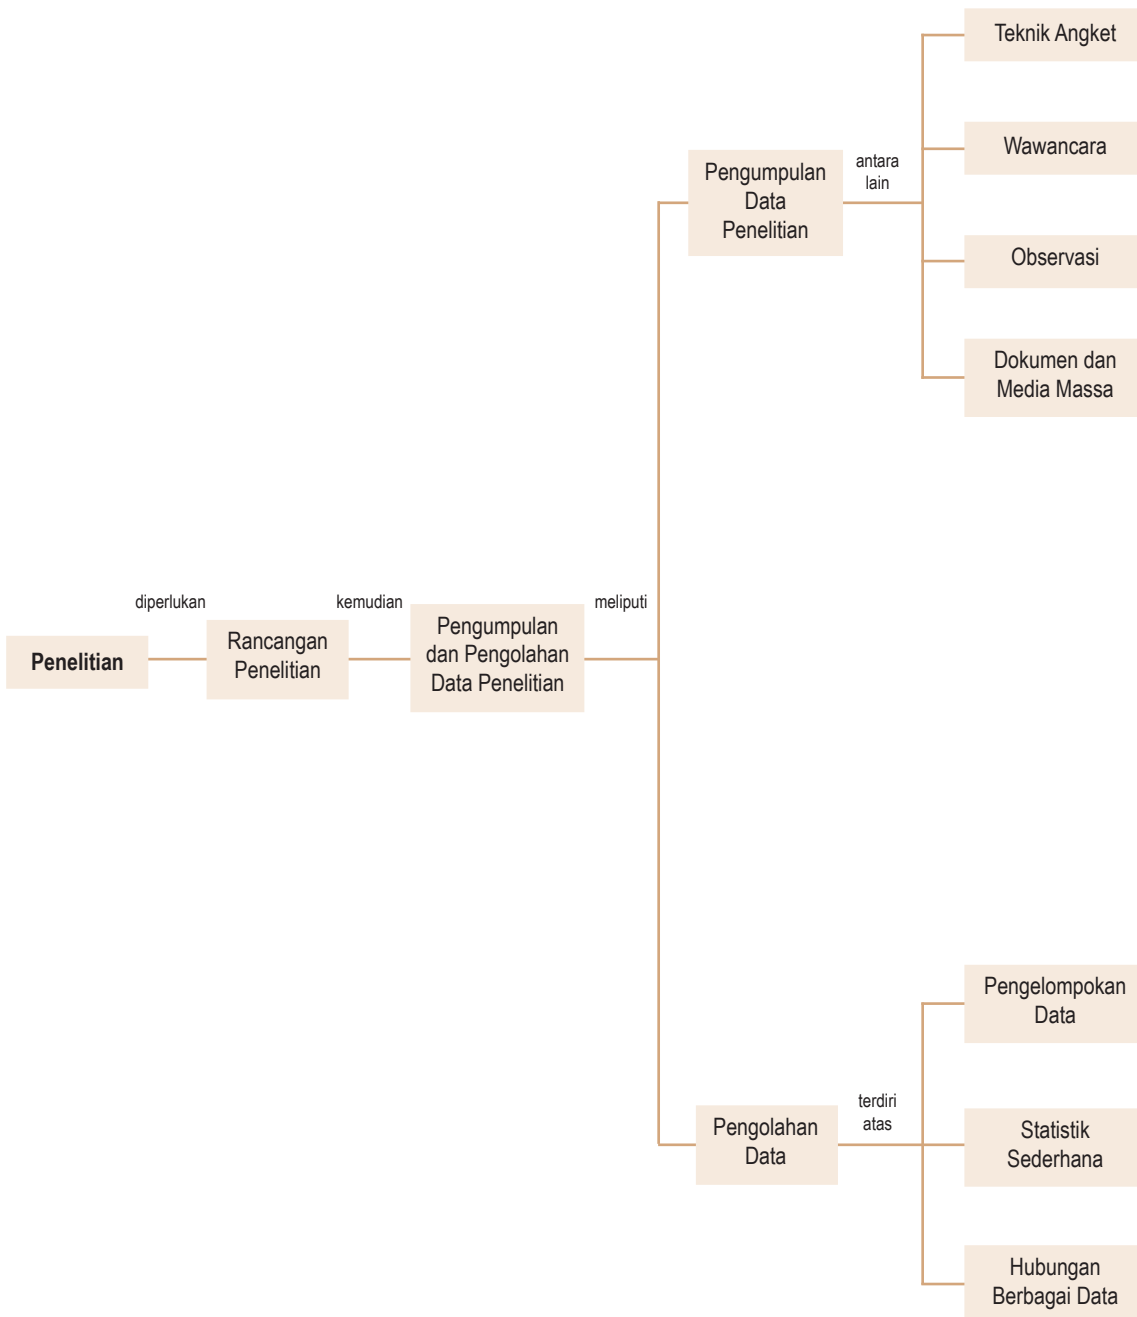 Teknik Angket
Wawancara
Pengumpulan
Data
Penelitian
antara
lain
Observasi
Dokumen dan
Media Massa
diperlukan
kemudian
meliputi
Penelitian
Rancangan
Penelitian
Pengumpulan
dan Pengolahan
Data Penelitian
Pengelompokan
Data
Pengolahan
Data
terdiri
atas
Statistik
Sederhana
Hubungan
Berbagai Data